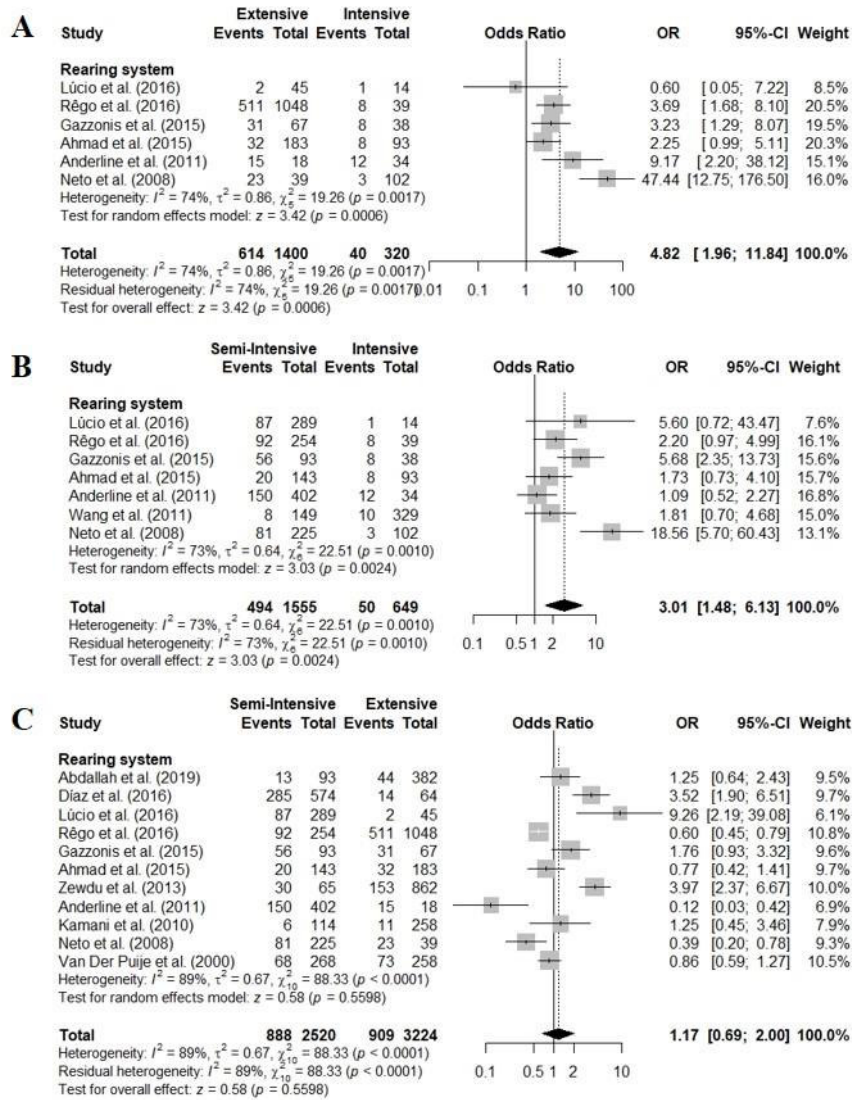 A
Extensive Intensive
Study Events Total Events Total Odds Ratio OR 95%-CI Weight
Rearing system
Lúcio et al. (2016) 2 45 1 14 0.60 [ 0.05; 7.22] 8.5%
Rêgo et al. (2016) 511 1048 8 39 3.69 [ 1.68; 8.10] 20.5%
Gazzonis et al. (2015) 31 67 8 38 3.23 [ 1.29; 8.07] 19.5%
Ahmad et al. (2015) 32 183 8 93 2.25 [ 0.99; 5.11] 20.3%
Anderline et al. (2011) 15 18 12 34 9.17 [ 2.20; 38.12] 15.1%
Neto et al. (2008) 23 39 3 102 47.44 [12.75; 176.50] 16.0%
Heterogeneity: I² = 74%, τ² = 0.86, χ²₅ = 19.26 (p = 0.0017)
Test for random effects model: z = 3.42 (p = 0.0006)
Total 614 1400 40 320 4.82 [ 1.96; 11.84] 100.0%
Heterogeneity: I² = 74%, τ² = 0.86, χ²₅ = 19.26 (p = 0.0017)
Residual heterogeneity: I² = 74%, χ²₅ = 19.26 (p = 0.0017) 0.01 0.1 1 10 100
Test for overall effect: z = 3.42 (p = 0.0006)
B
Semi-Intensive Intensive
Study Events Total Events Total Odds Ratio OR 95%-CI Weight
Rearing system
Lúcio et al. (2016) 87 289 1 14 5.60 [0.72; 43.47] 7.6%
Rêgo et al. (2016) 92 254 8 39 2.20 [0.97; 4.99] 16.1%
Gazzonis et al. (2015) 56 93 8 38 5.68 [2.35; 13.73] 15.6%
Ahmad et al. (2015) 20 143 8 93 1.73 [0.73; 4.10] 15.7%
Anderline et al. (2011) 150 402 12 34 1.09 [0.52; 2.27] 16.8%
Wang et al. (2011) 8 149 10 329 1.81 [0.70; 4.68] 15.0%
Neto et al. (2008) 81 225 3 102 18.56 [5.70; 60.43] 13.1%
Heterogeneity: I² = 73%, τ² = 0.64, χ²₆ = 22.51 (p = 0.0010)
Test for random effects model: z = 3.03 (p = 0.0024)
Total 494 1555 50 649 3.01 [1.48; 6.13] 100.0%
Heterogeneity: I² = 73%, τ² = 0.64, χ²₆ = 22.51 (p = 0.0010)
Residual heterogeneity: I² = 73%, χ²₆ = 22.51 (p = 0.0010) 0.1 0.5 1 2 10
Test for overall effect: z = 3.03 (p = 0.0024)
C
Semi-Intensive Extensive
Study Events Total Events Total Odds Ratio OR 95%-CI Weight
Rearing system
Abdallah et al. (2019) 13 93 44 382 1.25 [0.64; 2.43] 9.5%
Díaz et al. (2016) 285 574 14 64 3.52 [1.90; 6.51] 9.7%
Lúcio et al. (2016) 87 289 2 45 9.26 [2.19; 39.08] 6.1%
Rêgo et al. (2016) 92 254 511 1048 0.60 [0.45; 0.79] 10.8%
Gazzonis et al. (2015) 56 93 31 67 1.76 [0.93; 3.32] 9.6%
Ahmad et al. (2015) 20 143 32 183 0.77 [0.42; 1.41] 9.7%
Zewdu et al. (2013) 30 65 153 862 3.97 [2.37; 6.67] 10.0%
Anderline et al. (2011) 150 402 15 18 0.12 [0.03; 0.42] 6.9%
Kamani et al. (2010) 6 114 11 258 1.25 [0.45; 3.46] 7.9%
Neto et al. (2008) 81 225 23 39 0.39 [0.20; 0.78] 9.3%
Van Der Puije et al. (2000) 68 268 73 258 0.86 [0.59; 1.27] 10.5%
Heterogeneity: I² = 89%, τ² = 0.67, χ²₁₀ = 88.33 (p < 0.0001)
Test for random effects model: z = 0.58 (p = 0.5598)
Total 888 2520 909 3224 1.17 [0.69; 2.00] 100.0%
Heterogeneity: I² = 89%, τ² = 0.67, χ²₁₀ = 88.33 (p < 0.0001)
Residual heterogeneity: I² = 89%, χ²₁₀ = 88.33 (p < 0.0001) 0.1 0.5 1 2 10
Test for overall effect: z = 0.58 (p = 0.5598)